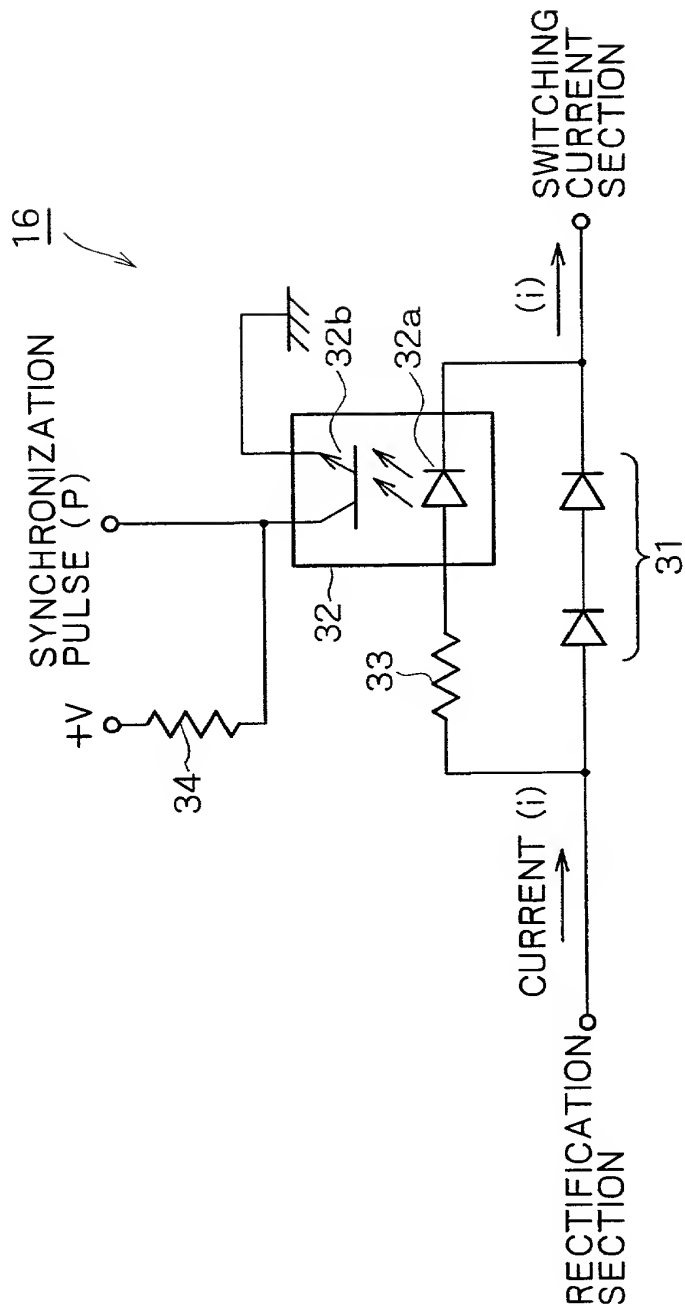 16
SYNCHRONIZATION
PULSE (P)
+V
34
32b
32a
32
33
(i)
SWITCHING
CURRENT
SECTION
31
CURRENT (i)
RECTIFICATION
SECTION